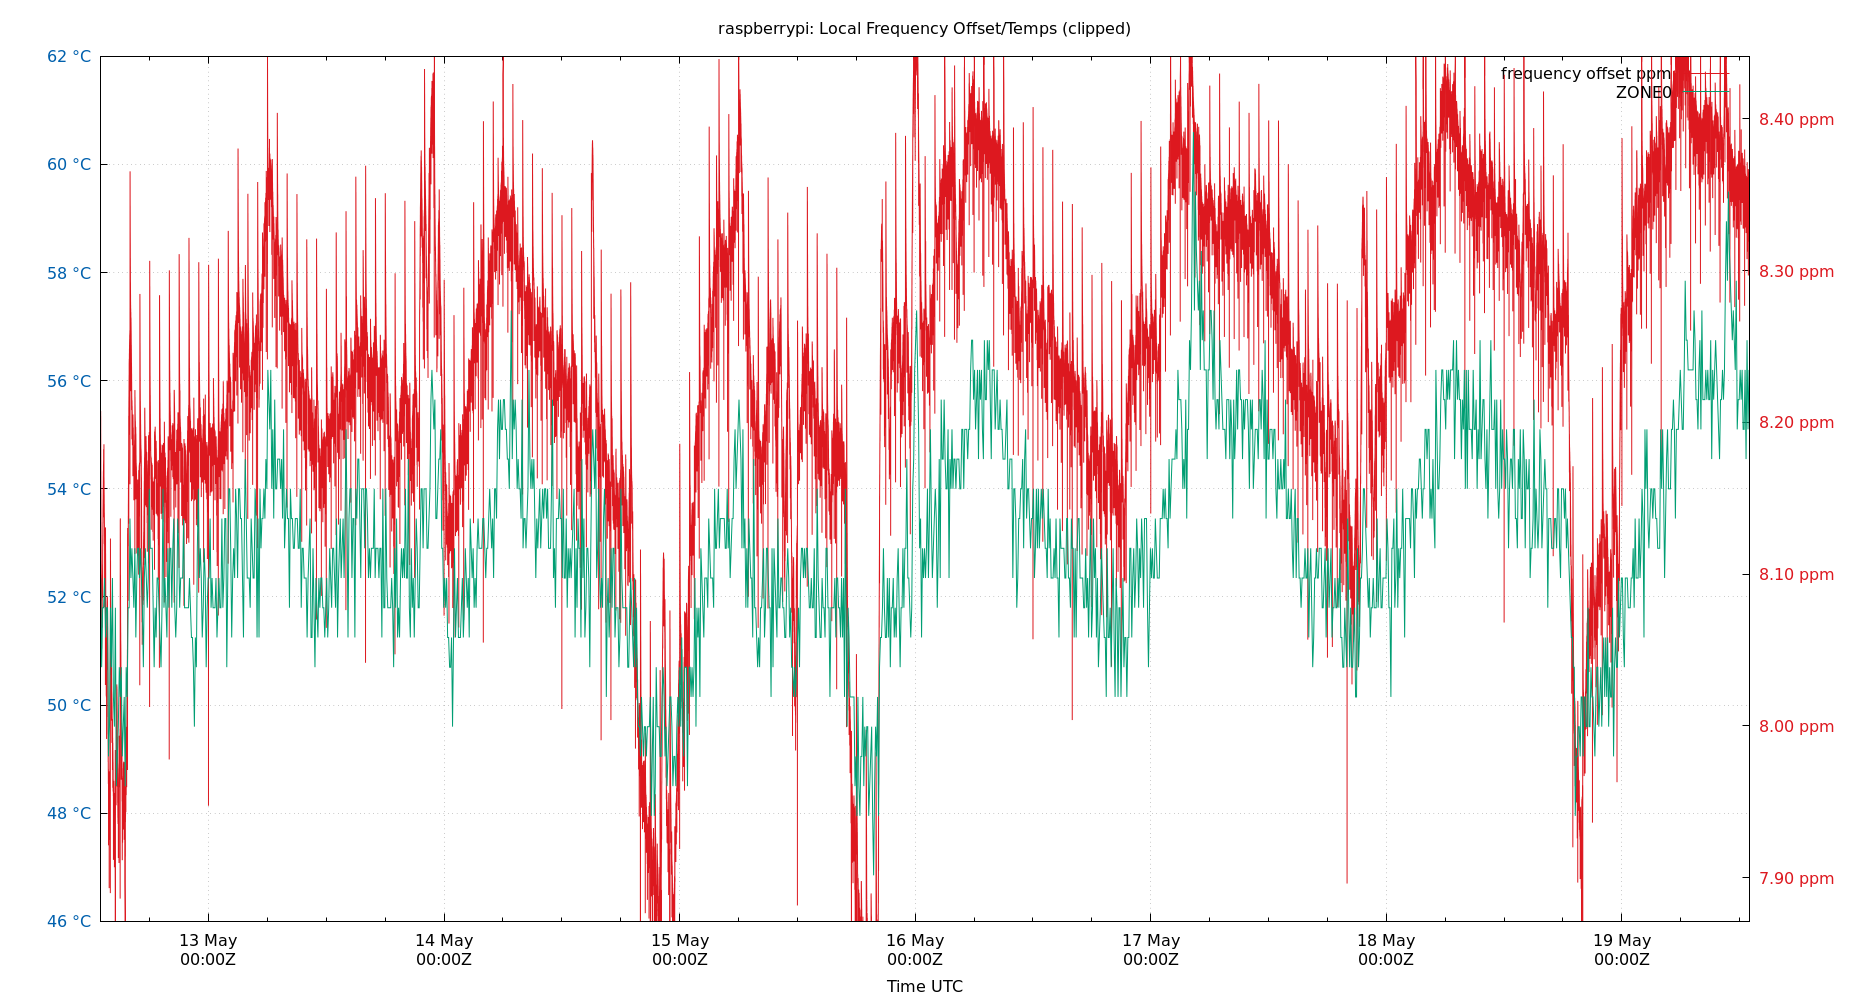 raspberrypi: Local Frequency Offset/Temps (clipped)
62 °C
60 °C
58 °C
56 °C
54 °C
52 °C
50 °C
48 °C
46 °C
frequency offset ppm
ZONE0
8.40 ppm
8.30 ppm
8.20 ppm
8.10 ppm
8.00 ppm
7.90 ppm
13 May 14 May 15 May 16 May 17 May 18 May 19 May
00:00Z 00:00Z 00:00Z 00:00Z 00:00Z 00:00Z 00:00Z
Time UTC